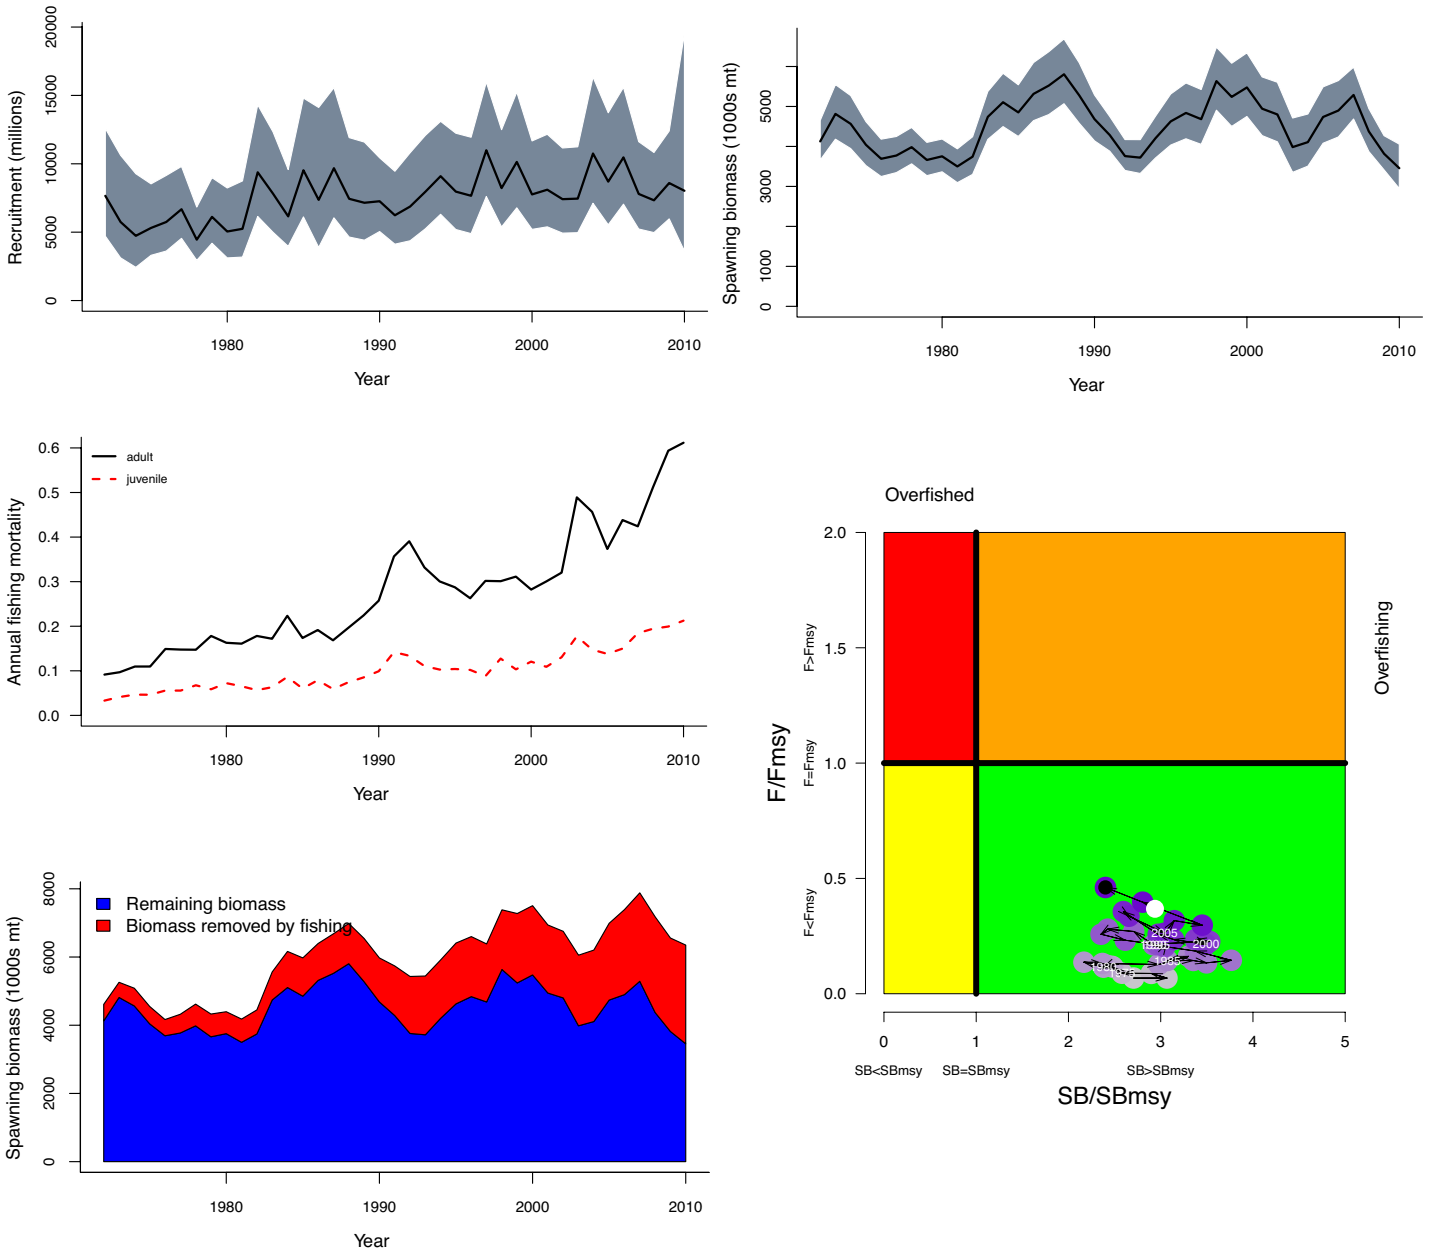 Recruitment (millions)
20000
15000
10000
5000
0
1980 1990 2000 2010
Year
Spawning biomass (1000s mt)
5000
3000
1000
0
1980 1990 2000 2010
Year
Annual fishing mortality
0.6
0.5
0.4
0.3
0.2
0.1
0.0
adult
juvenile
1980 1990 2000 2010
Year
Overfished
Overfishing
F/Fmsy
2.0
1.5
1.0
0.5
0.0
F>Fmsy
F=Fmsy
F<Fmsy
2005
1995
2000
1985
1980
1975
0 1 2 3 4 5
SB<SBmsy SB=SBmsy SB>SBmsy
SB/SBmsy
Spawning biomass (1000s mt)
8000
6000
4000
2000
0
Remaining biomass
Biomass removed by fishing
1980 1990 2000 2010
Year